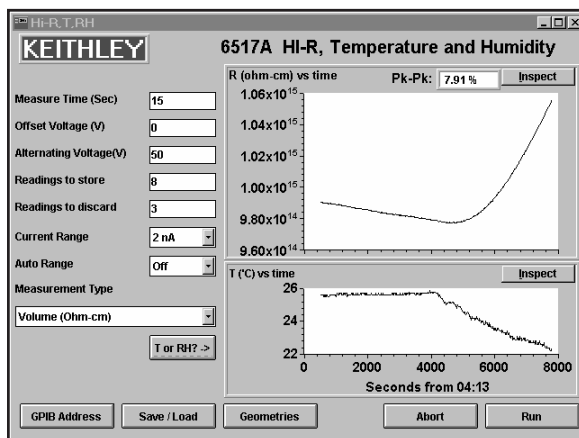 Hi-R,T,RH
KEITHLEY
6517A HI-R, Temperature and Humidity
Measure Time (Sec) 15
Offset Voltage (V) 0
Alternating Voltage(V) 50
Readings to store 8
Readings to discard 3
Current Range 2 nA
Auto Range Off
Measurement Type
Volume (Ohm-cm)
T or RH? ->
R (ohm-cm) vs time Pk-Pk: 7.91 % Inspect
1.06x10 15
1.04x10 15
1.02x10 15
1.00x10 15
9.80x10 14
9.60x10 14
T (°C) vs time Inspect
26
24
22
0 2000 4000 6000 8000
Seconds from 04:13
GPIB Address Save / Load Geometries Abort Run